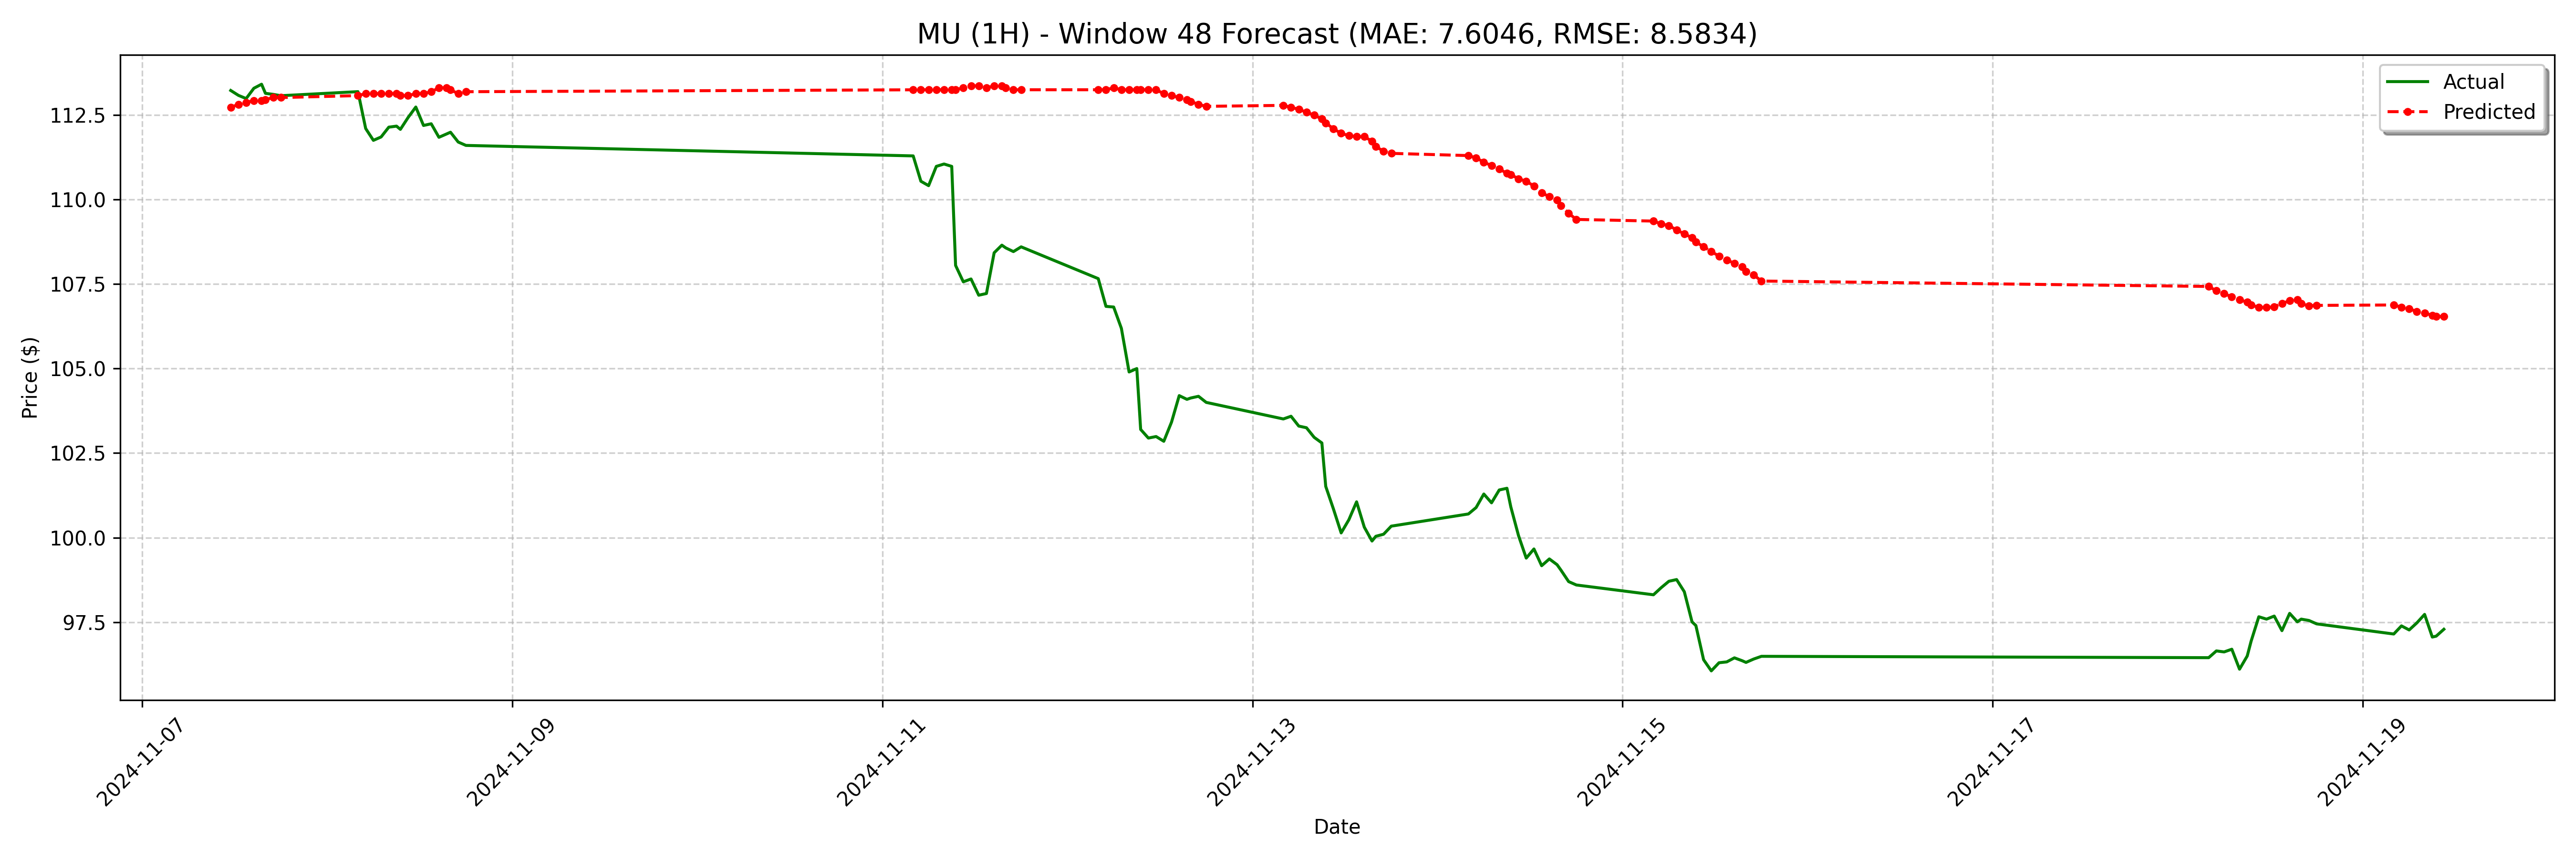 MU (1H) - Window 48 Forecast (MAE: 7.6046, RMSE: 8.5834)
Actual
Predicted
Price ($)
112.5
110.0
107.5
105.0
102.5
100.0
97.5
2024-11-07
2024-11-09
2024-11-11
2024-11-13
2024-11-15
2024-11-17
2024-11-19
Date